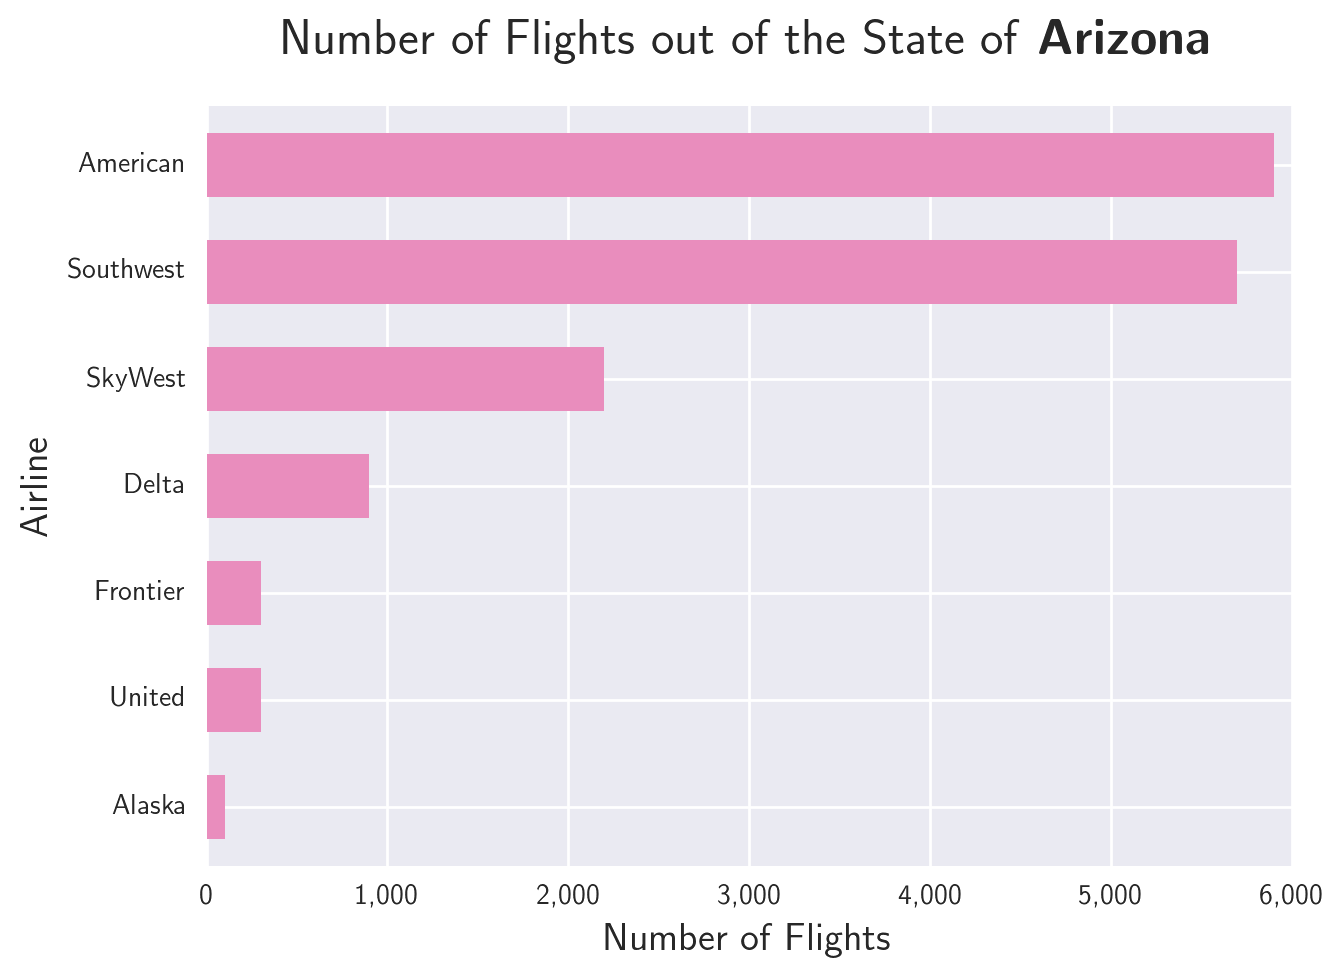 Number of Flights out of the State of Arizona
American
Southwest
SkyWest
Delta
Frontier
United
Alaska
Airline
0 1,000 2,000 3,000 4,000 5,000 6,000
Number of Flights